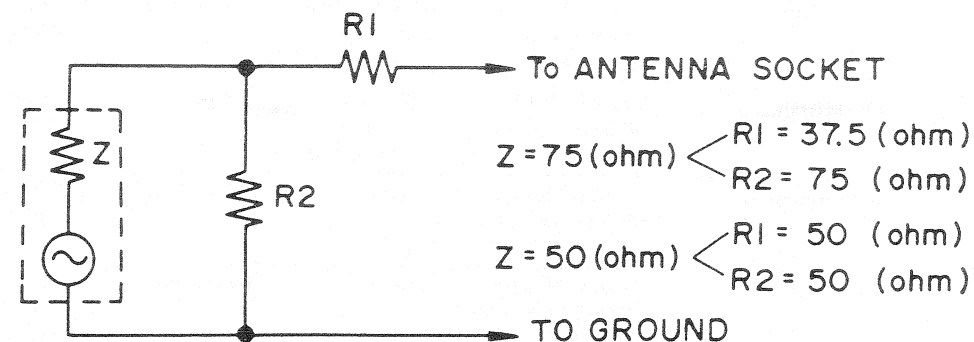 R1
To ANTENNA SOCKET
Z
R2
Z = 75 (ohm)
R1 = 37.5 (ohm)
R2 = 75 (ohm)
Z = 50 (ohm)
R1 = 50 (ohm)
R2 = 50 (ohm)
TO GROUND